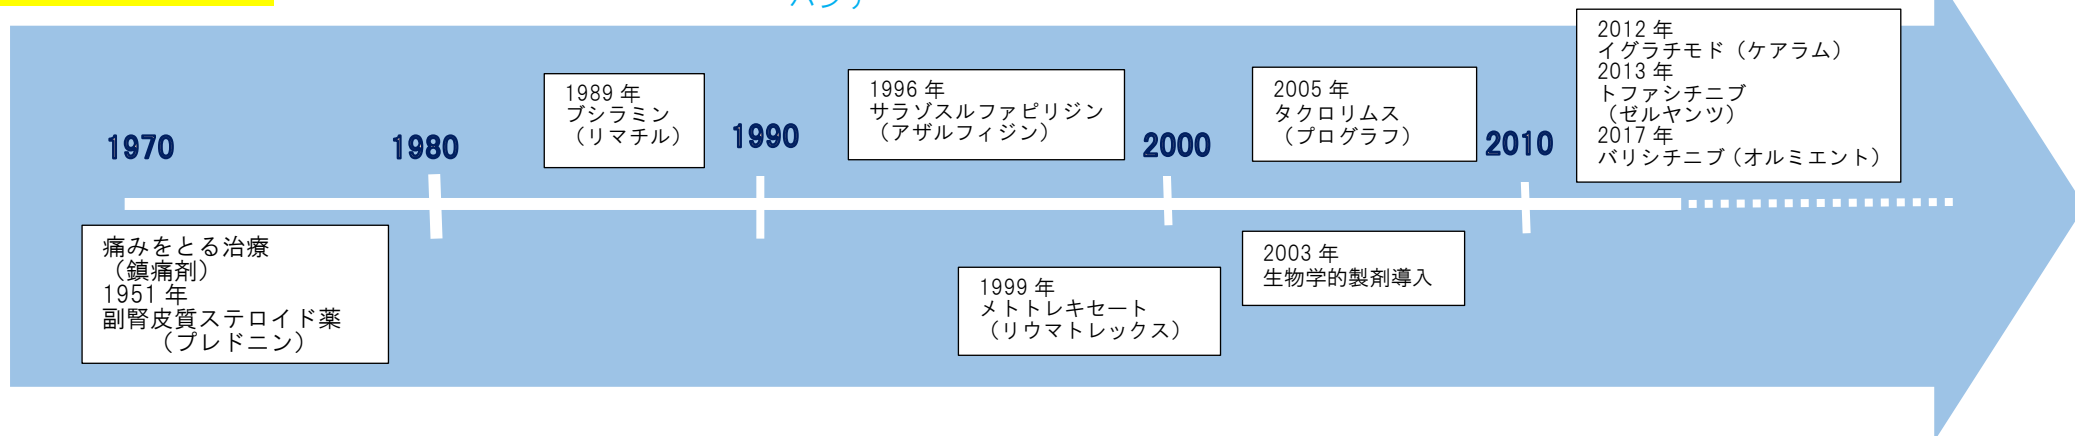 1970
1980
1990
2000
2010
痛みをとる治療
(鎮痛剤)
1951 年
副腎皮質ステロイド薬
(プレドニン)
1989 年
ブシラミン
(リマチル)
1996 年
サラゾスルファピリジン
(アザルフィジン)
1999 年
メトトレキセート
(リウマトレックス)
2003 年
生物学的製剤導入
2005 年
タクロリムス
(プログラフ)
2012 年
イグラチモド(ケアラム)
2013 年
トファシチニブ
(ゼルヤンツ)
2017 年
バリシチニブ(オルミエント)